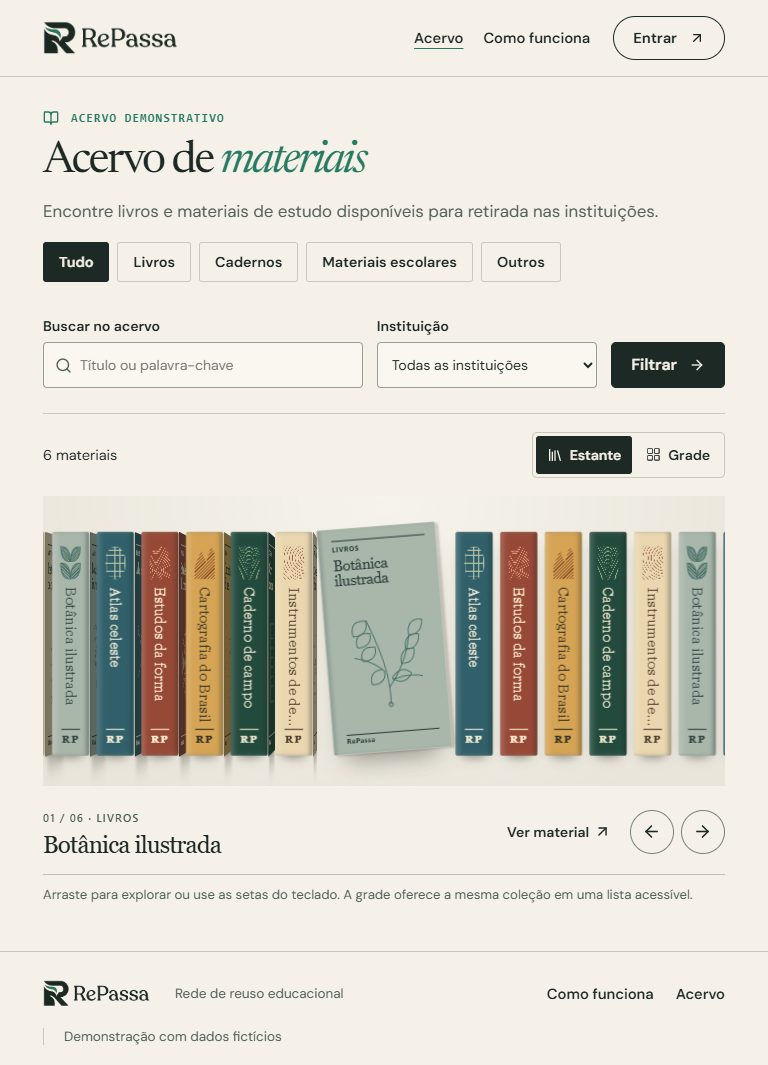 RePassa
Acervo
Como funciona
Entrar
ACERVO DEMONSTRATIVO
Acervo de materiais
Encontre livros e materiais de estudo disponíveis para retirada nas instituições.
Tudo
Livros
Cadernos
Materiais escolares
Outros
Buscar no acervo
Instituição
Título ou palavra-chave
Todas as instituições
Filtrar
6 materiais
Estante
Grade
Botânica ilustrada
RP
Atlas celeste
RP
Estudos da forma
RP
Cartografia do Brasil
RP
Caderno de campo
RP
Instrumentos de de...
RP
LIVROS
Botânica
ilustrada
RePassa
Atlas celeste
RP
Estudos da forma
RP
Cartografia do Brasil
RP
Caderno de campo
RP
Instrumentos de de...
RP
Botânica ilustrada
RP
01 / 06 · LIVROS
Botânica ilustrada
Ver material
Arraste para explorar ou use as setas do teclado. A grade oferece a mesma coleção em uma lista acessível.
RePassa
Rede de reuso educacional
Como funciona
Acervo
Demonstração com dados fictícios